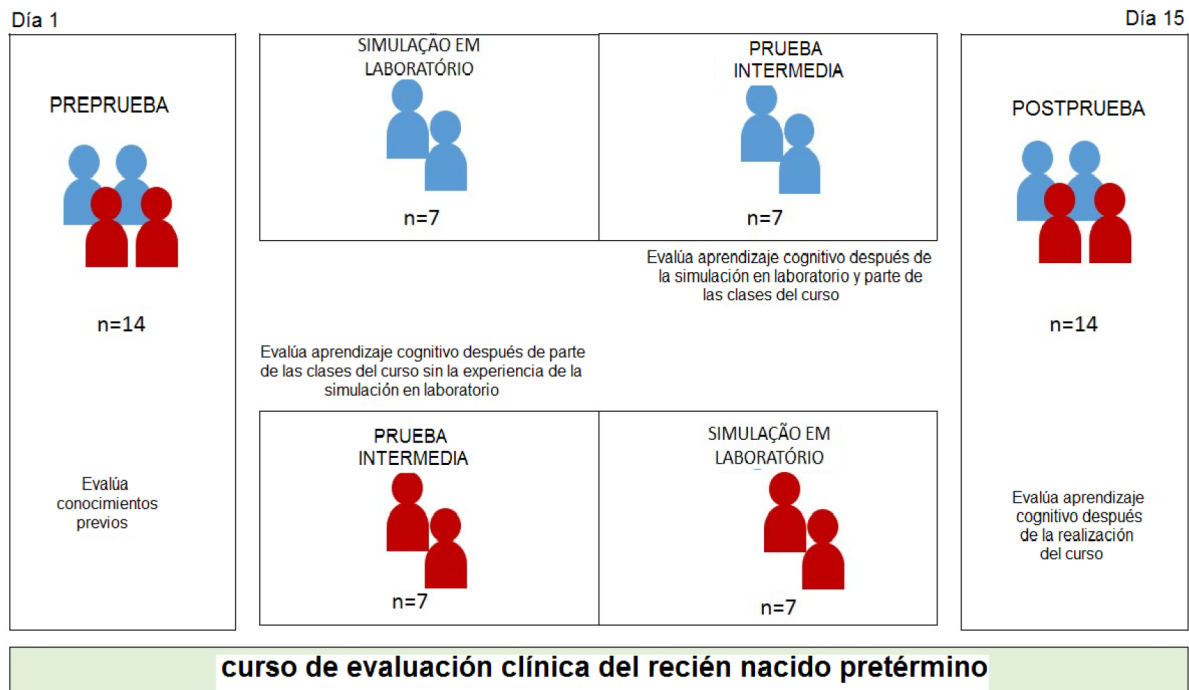 Día 1
Día 15
PREPRUEBA
n=14
Evalúa
conocimientos
previos
SIMULAÇÃO EM
LABORATÓRIO
n=7
PRUEBA
INTERMEDIA
n=7
Evalúa aprendizaje cognitivo después de
la simulación en laboratorio y parte de
las clases del curso
Evalúa aprendizaje cognitivo después de parte
de las clases del curso sin la experiencia de la
simulación en laboratorio
PRUEBA
INTERMEDIA
n=7
SIMULAÇÃO EM
LABORATÓRIO
n=7
POSTPRUEBA
n=14
Evalúa aprendizaje
cognitivo después
de la realización
del curso
curso de evaluación clínica del recién nacido pretérmino